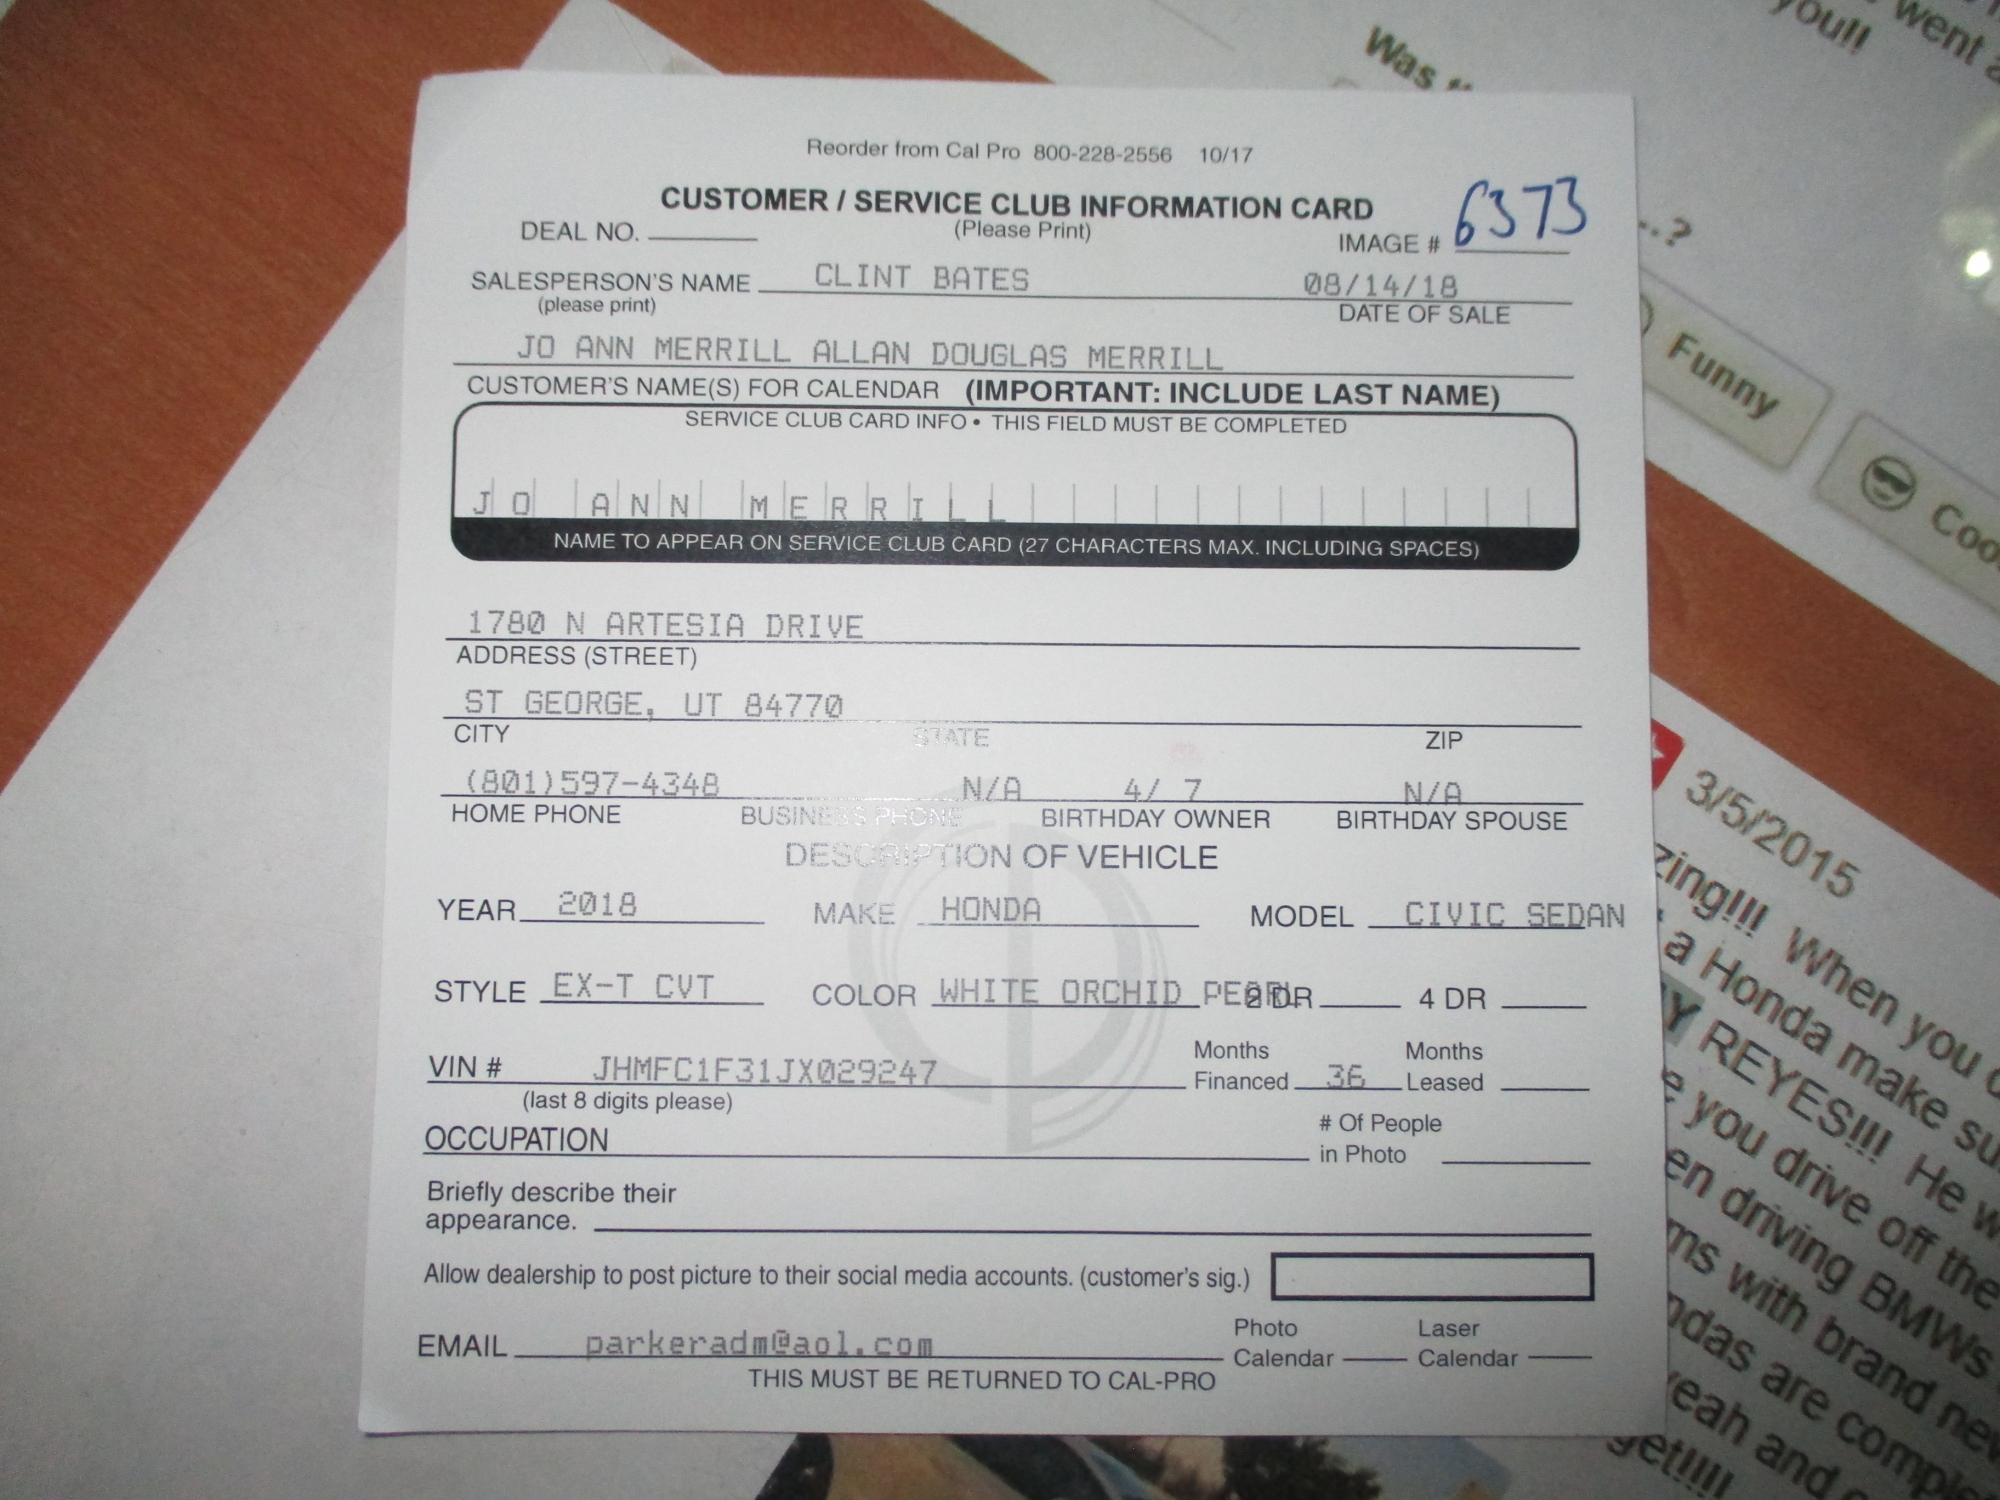 Reorder from Cal Pro 800-228-2556 10/17
CUSTOMER / SERVICE CLUB INFORMATION CARD
DEAL NO. (Please Print) IMAGE # 6373
SALESPERSON'S NAME CLINT BATES 08/14/18
(please print) DATE OF SALE
JO ANN MERRILL ALLAN DOUGLAS MERRILL
CUSTOMER'S NAME(S) FOR CALENDAR (IMPORTANT: INCLUDE LAST NAME)
SERVICE CLUB CARD INFO • THIS FIELD MUST BE COMPLETED
JO ANN MERRILL
NAME TO APPEAR ON SERVICE CLUB CARD (27 CHARACTERS MAX. INCLUDING SPACES)
1780 N ARTESIA DRIVE
ADDRESS (STREET)
ST GEORGE, UT 84770
CITY STATE ZIP
(801)597-4348 N/A 4/ 7 N/A
HOME PHONE BUSINESS PHONE BIRTHDAY OWNER BIRTHDAY SPOUSE
DESCRIPTION OF VEHICLE
YEAR 2018 MAKE HONDA MODEL CIVIC SEDAN
STYLE EX-T CVT COLOR WHITE ORCHID PEARL 2 DR 4 DR
VIN # JHMFC1F31JX029247 Months Financed 36 Months Leased
(last 8 digits please)
OCCUPATION # Of People in Photo
Briefly describe their
appearance.
Allow dealership to post picture to their social media accounts. (customer's sig.)
EMAIL parkeradm@aol.com Photo Calendar Laser Calendar
THIS MUST BE RETURNED TO CAL-PRO
Was
went
you!!
...?
Funny
3/5/2015
When you
a Honda make
REYES!!! He
you drive off the
driving BMWs
with brand new
are
and